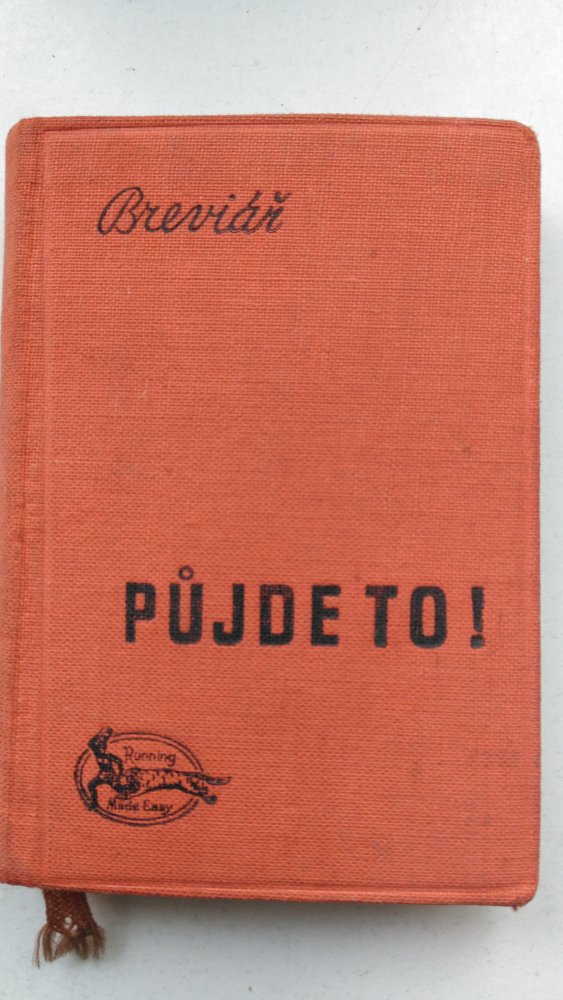 Breviář
PŮJDE TO!
Running
Made Easy